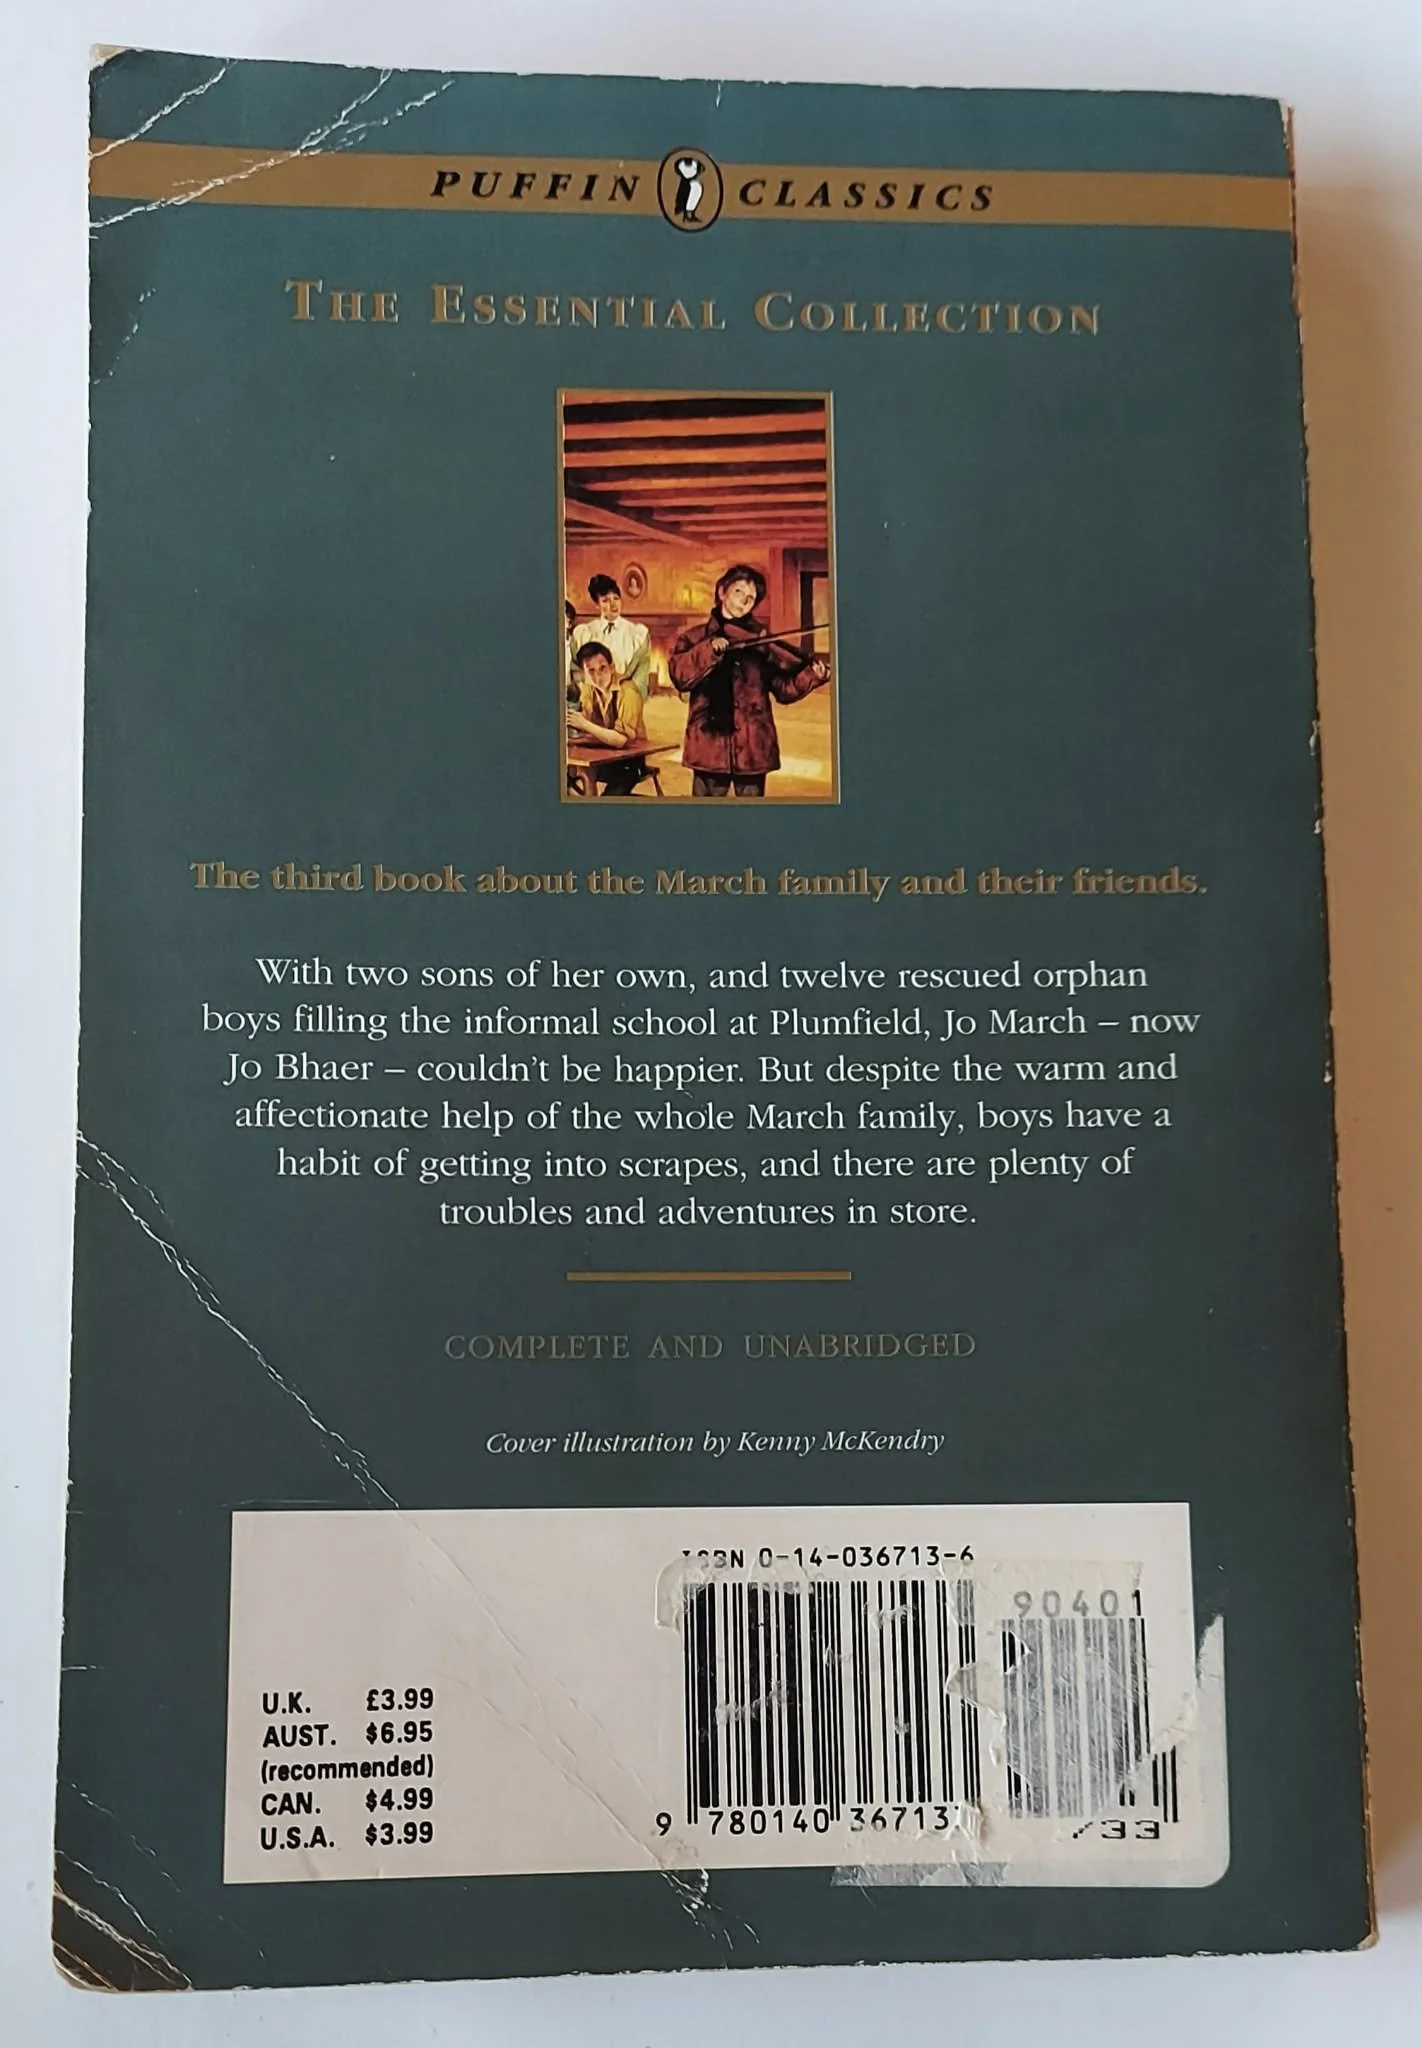 PUFFIN CLASSICS
THE ESSENTIAL COLLECTION
The third book about the March family and their friends.
With two sons of her own, and twelve rescued orphan
boys filling the informal school at Plumfield, Jo March – now
Jo Bhaer – couldn't be happier. But despite the warm and
affectionate help of the whole March family, boys have a
habit of getting into scrapes, and there are plenty of
troubles and adventures in store.
COMPLETE AND UNABRIDGED
Cover illustration by Kenny McKendry
ISBN 0-14-036713-6
90401
U.K. £3.99
AUST. $6.95
(recommended)
CAN. $4.99
U.S.A. $3.99
9 780140 36713